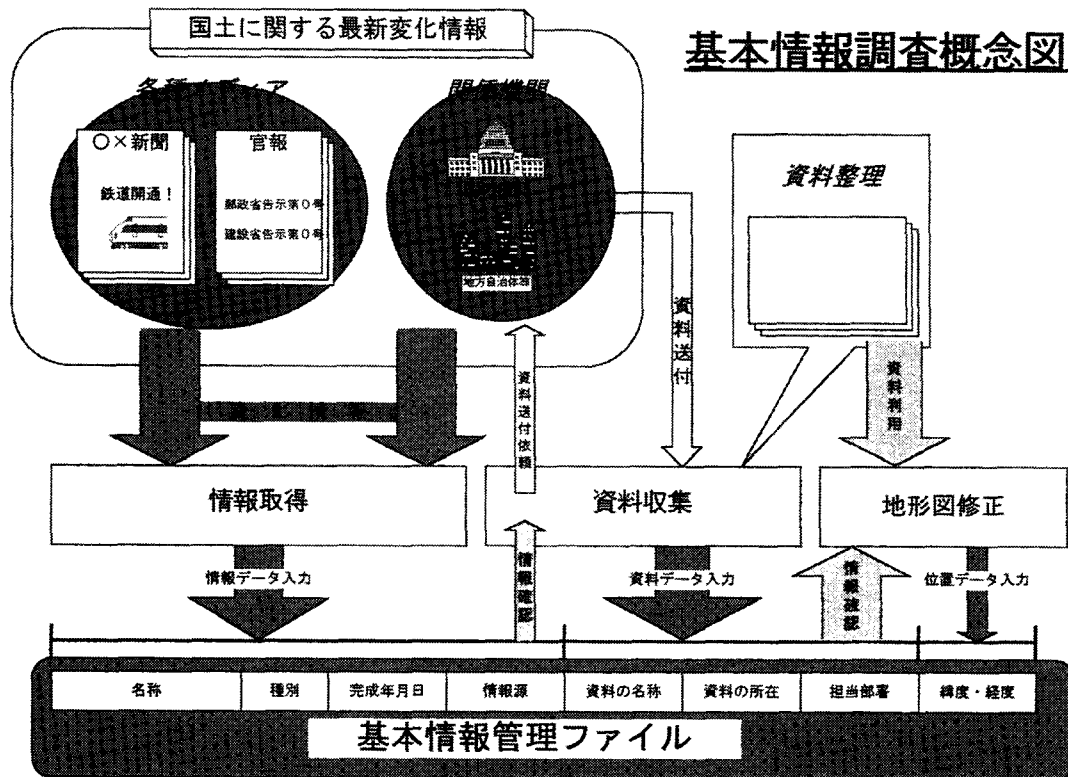 国土に関する最新変化情報
基本情報調査概念図
各種メディア
関係機関
〇×新聞
鉄道開通！
官報
郵政省告示第０号
建設省告示第０号
地方自治体等
資料整理
資料送付
資料送付依頼
資料利用
情報取得
資料収集
地形図修正
情報データ入力
情報確認
資料データ入力
情報確認
位置データ入力
名称
種別
完成年月日
情報源
資料の名称
資料の所在
担当部署
緯度・経度
基本情報管理ファイル